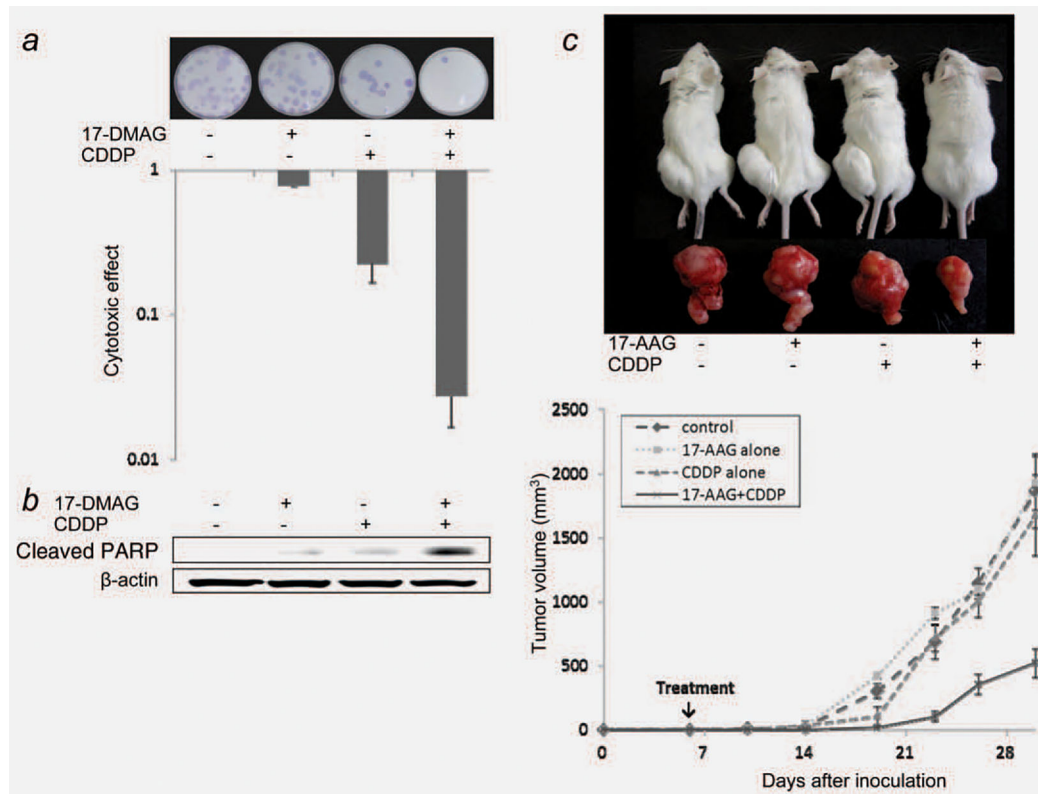 a
17-DMAG - + - +
CDDP - - + +
1
0.1
0.01
Cytotoxic effect
b
17-DMAG - + - +
CDDP - - + +
Cleaved PARP
β-actin
c
17-AAG - + - +
CDDP - - + +
2500
2000
1500
1000
500
0
Tumor volume (mm³)
control
17-AAG alone
CDDP alone
17-AAG+CDDP
Treatment
0 7 14 21 28
Days after inoculation